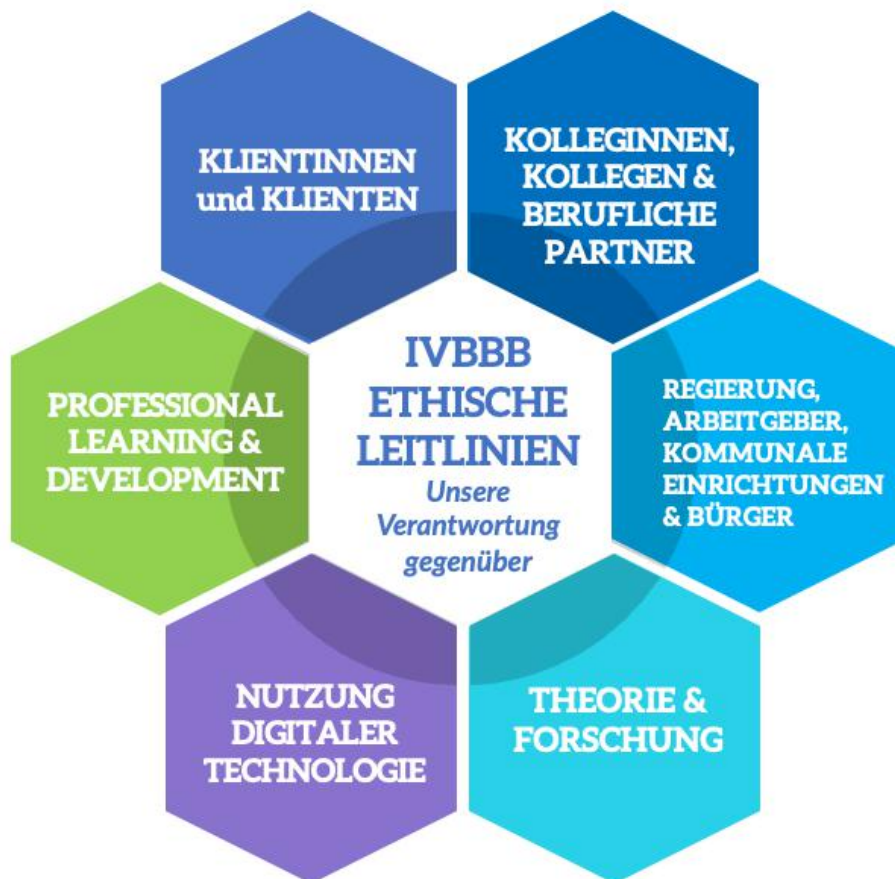 KLIENTINNEN
und KLIENTEN
KOLLEGINNEN,
KOLLEGEN &
BERUFLICHE
PARTNER
IVBBB
ETHISCHE
LEITLINIEN
Unsere
Verantwortung
gegenüber
PROFESSIONAL
LEARNING &
DEVELOPMENT
REGIERUNG,
ARBEITGEBER,
KOMMUNALE
EINRICHTUNGEN
& BÜRGER
NUTZUNG
DIGITALER
TECHNOLOGIE
THEORIE &
FORSCHUNG